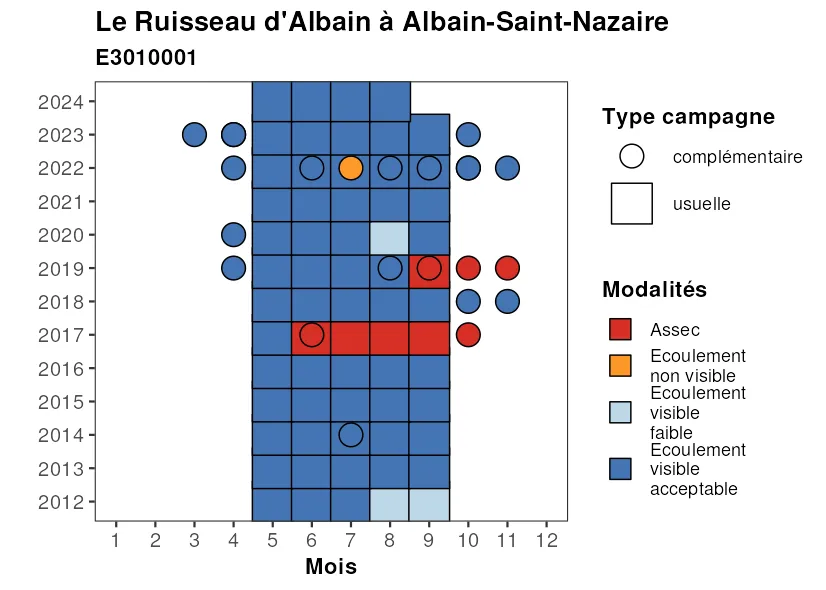 Le Ruisseau d'Albain à Albain-Saint-Nazaire
E3010001
2024
2023
2022
2021
2020
2019
2018
2017
2016
2015
2014
2013
2012
1 2 3 4 5 6 7 8 9 10 11 12
Mois
Type campagne
complémentaire
usuelle
Modalités
Assec
Ecoulement
non visible
Ecoulement
visible
faible
Ecoulement
visible
acceptable